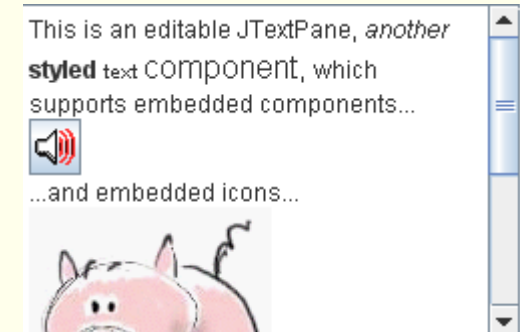 This is an editable JTextPane, another
styled text component, which
supports embedded components...
...and embedded icons...